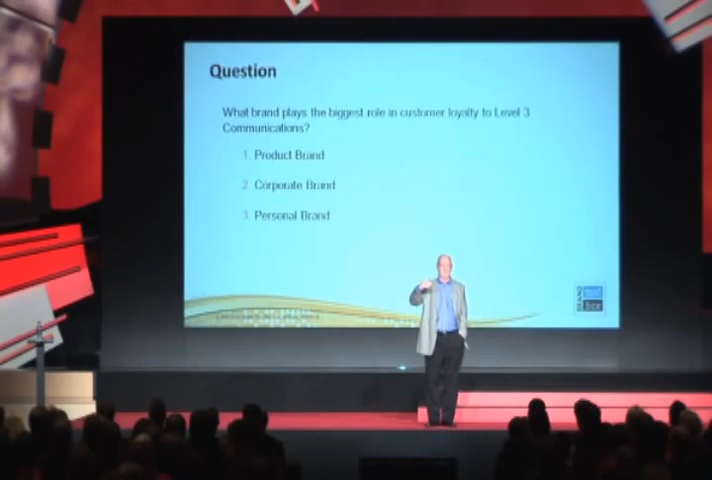 Question
What brand plays the biggest role in customer loyalty to Level 3
Communications?
1. Product Brand
2. Corporate Brand
3. Personal Brand
BRAND